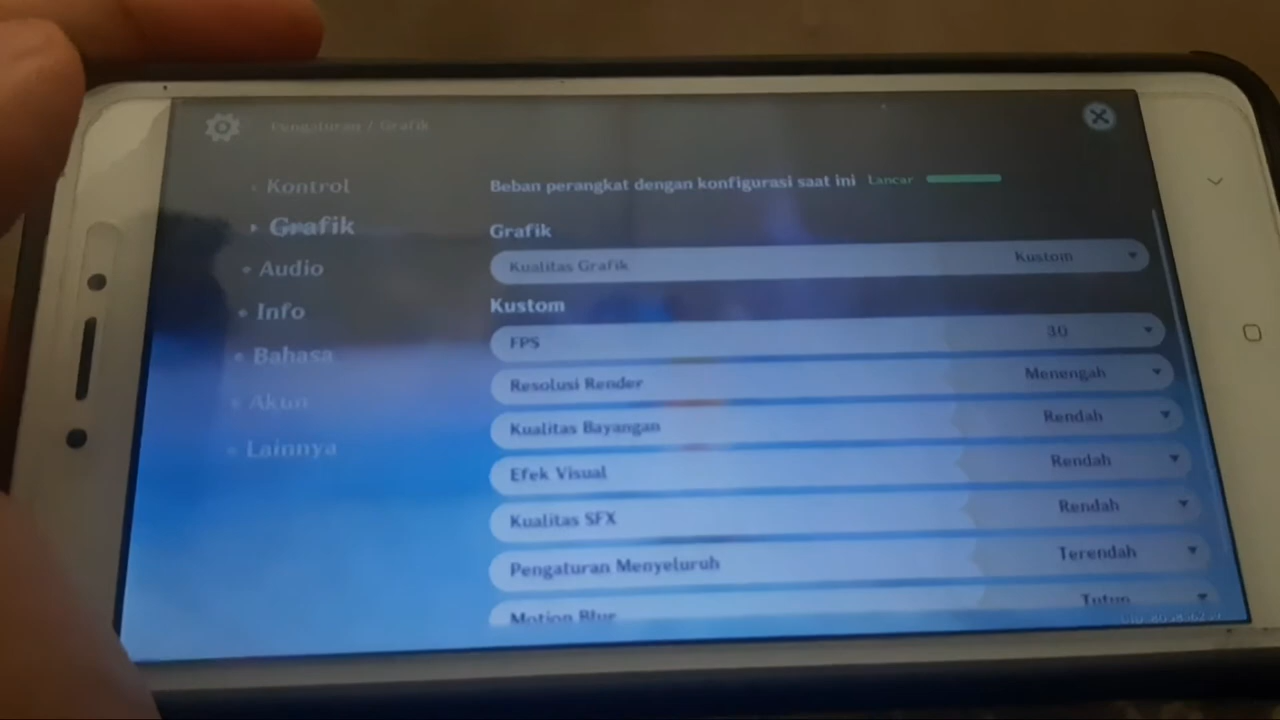 Pengaturan / Grafik
Kontrol
Grafik
Audio
Info
Bahasa
Akun
Lainnya
Beban perangkat dengan konfigurasi saat ini Lancar
Grafik
Kualitas Grafik Kustom
Kustom
FPS 30
Resolusi Render Menengah
Kualitas Bayangan Rendah
Efek Visual Rendah
Kualitas SFX Rendah
Pengaturan Menyeluruh Terendah
Motion Blur Tutup